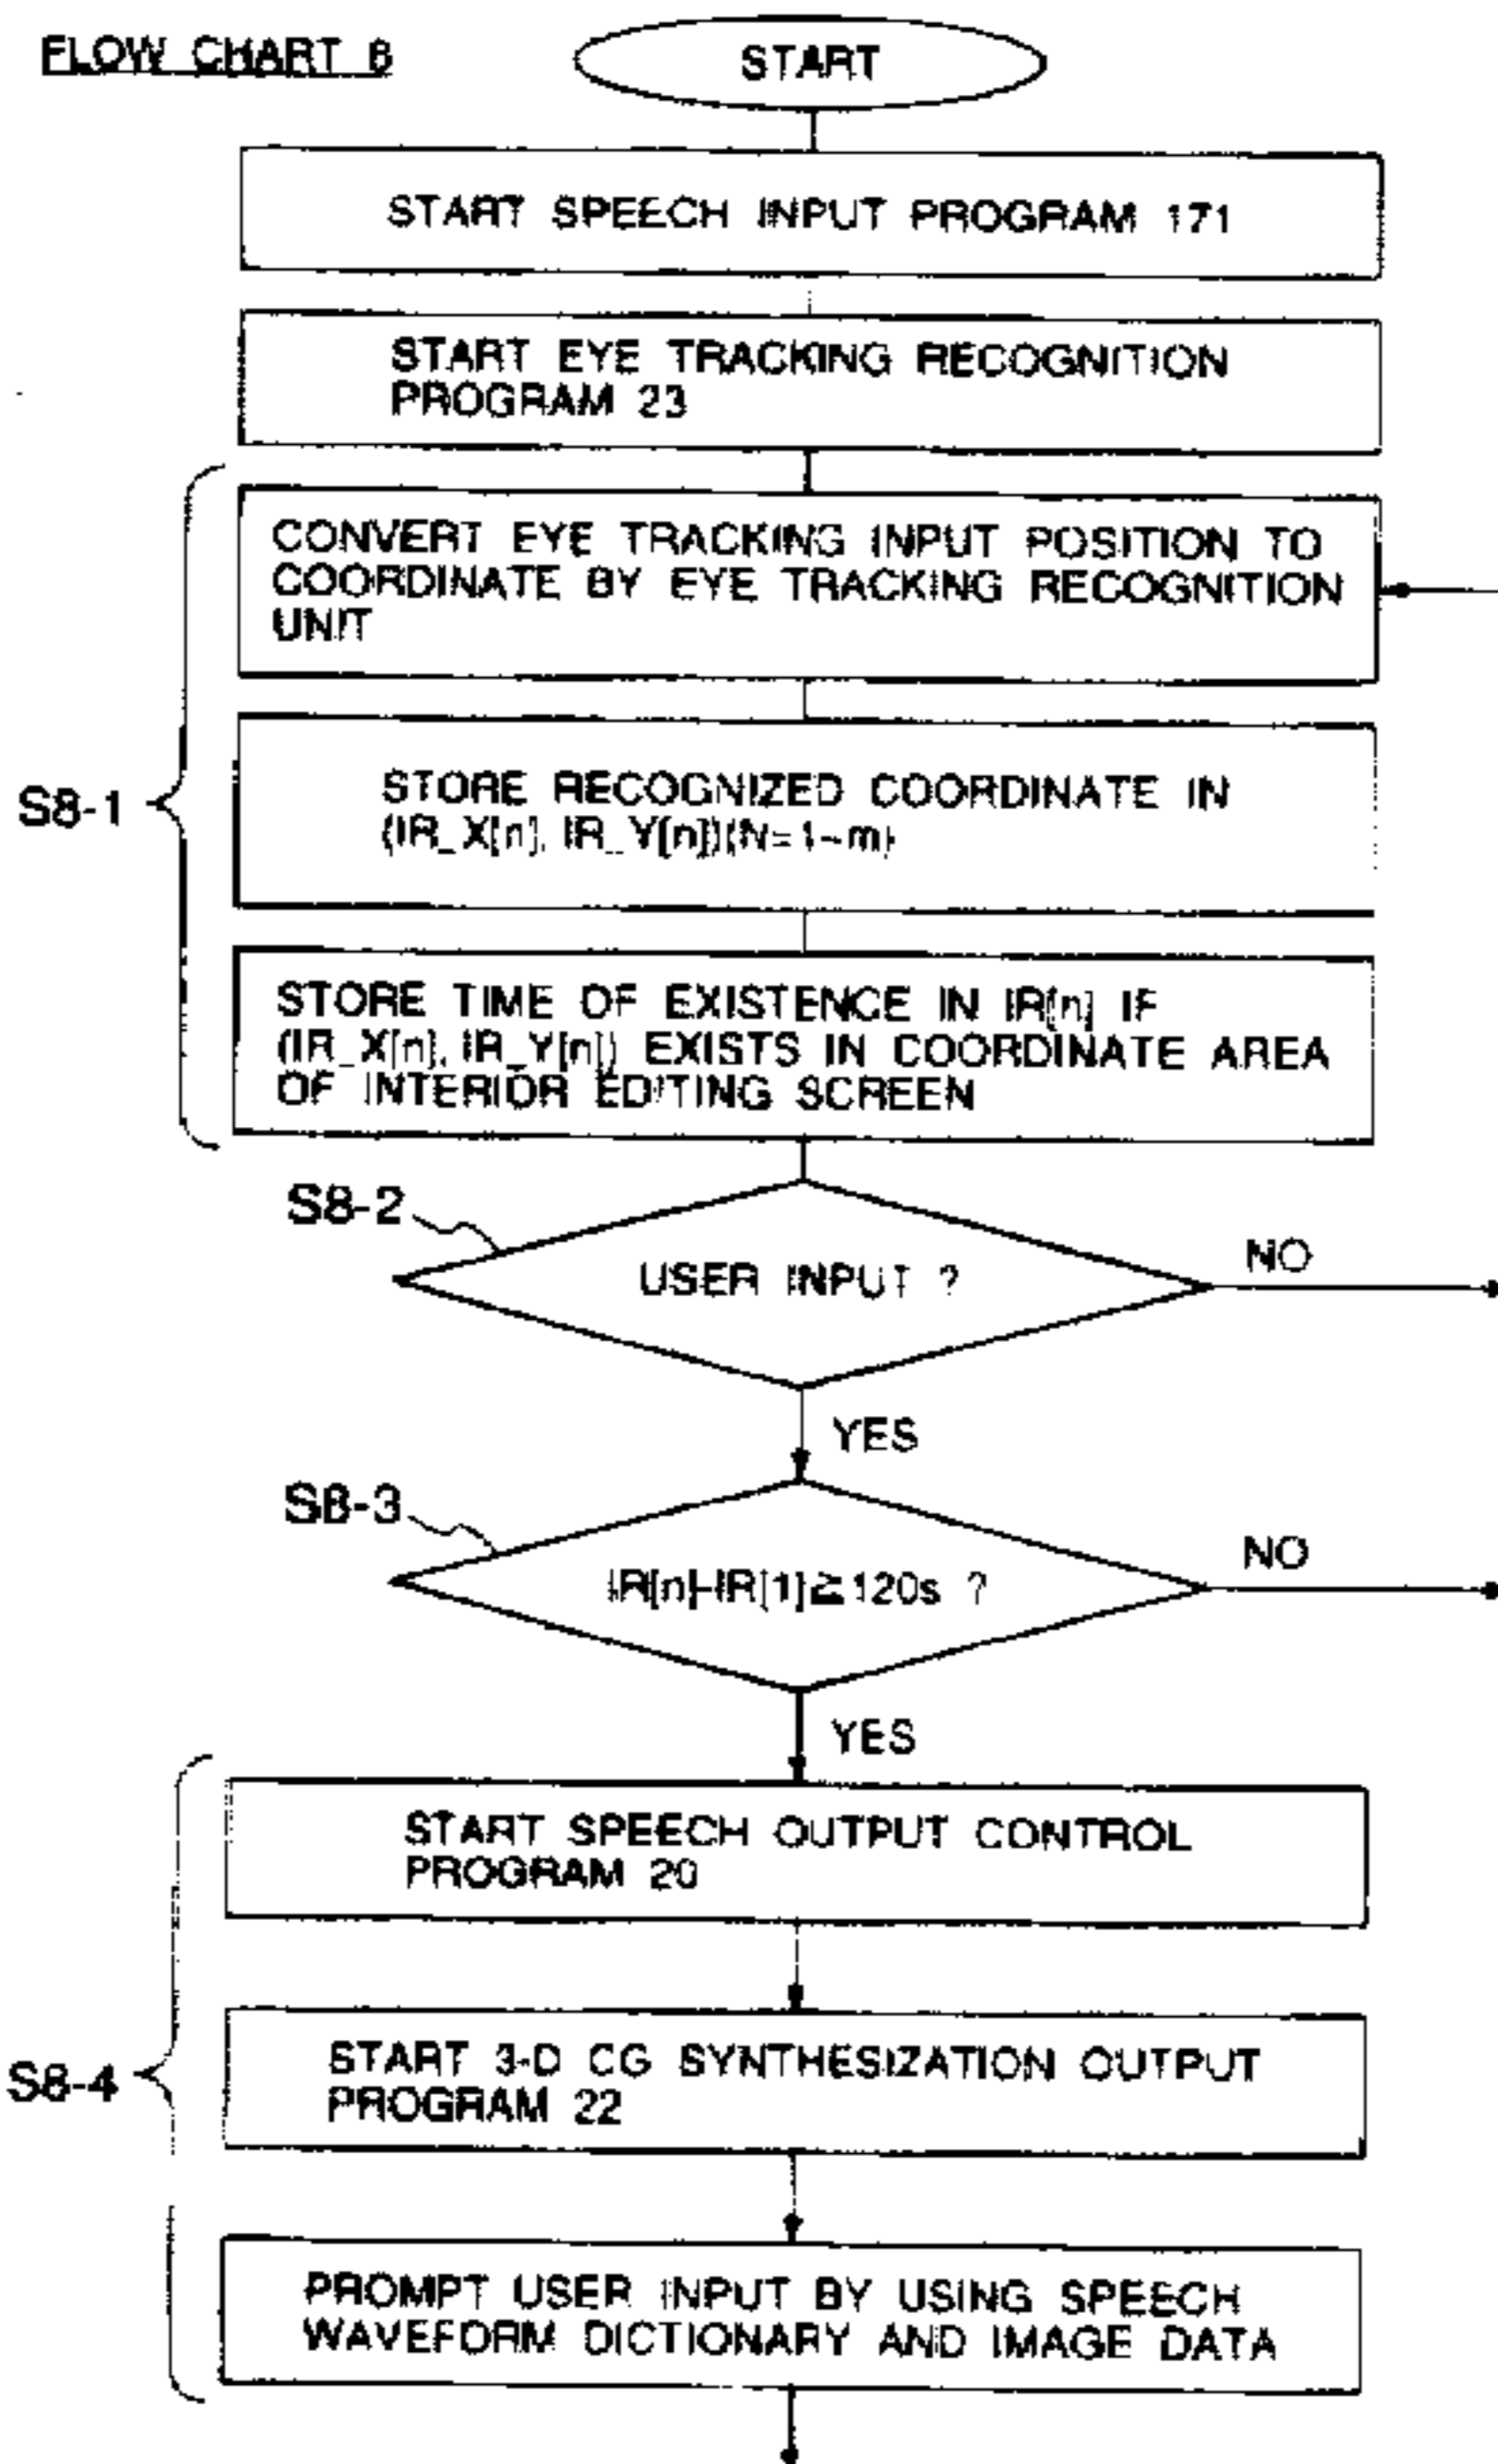 FLOW CHART 8
START
START SPEECH INPUT PROGRAM 171
START EYE TRACKING RECOGNITION
PROGRAM 23
CONVERT EYE TRACKING INPUT POSITION TO
COORDINATE BY EYE TRACKING RECOGNITION
UNIT
S8-1
STORE RECOGNIZED COORDINATE IN
(IR_X[n], IR_Y[n])(N=1~m)
STORE TIME OF EXISTENCE IN IR[n] IF
(IR_X[n], IR_Y[n]) EXISTS IN COORDINATE AREA
OF INTERIOR EDITING SCREEN
S8-2
USER INPUT ?
NO
YES
S8-3
IR[n]-IR[1]≧120s ?
NO
YES
START SPEECH OUTPUT CONTROL
PROGRAM 20
S8-4
START 3-D CG SYNTHESIZATION OUTPUT
PROGRAM 22
PROMPT USER INPUT BY USING SPEECH
WAVEFORM DICTIONARY AND IMAGE DATA